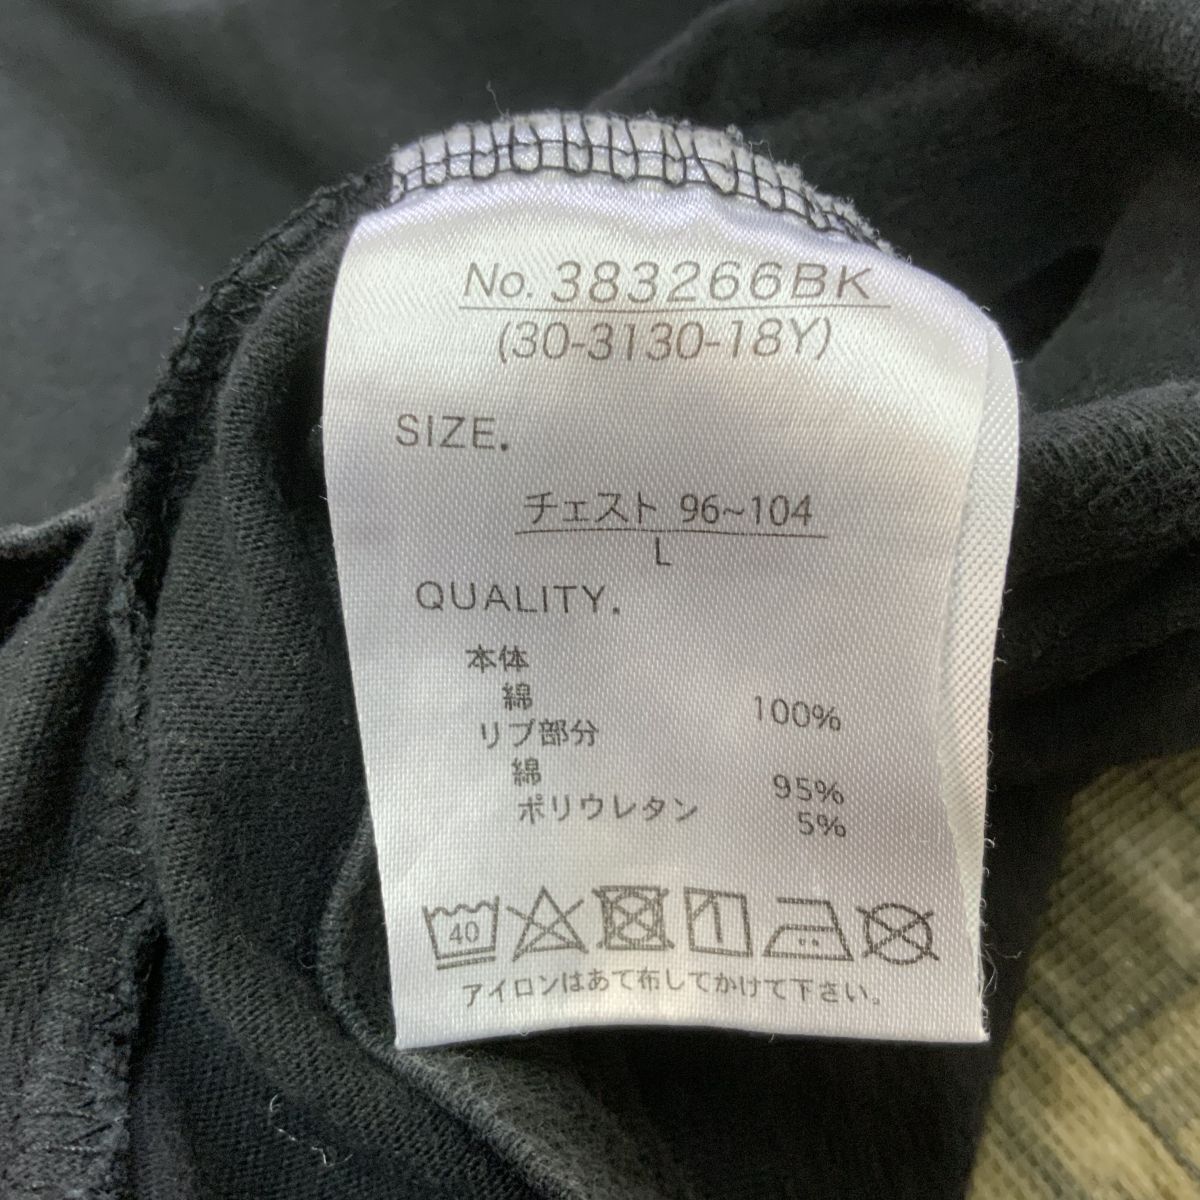 No. 383266BK
(30-3130-18Y)
SIZE.
チェスト 96~104
L
QUALITY.
本体
綿 100%
リブ部分
綿 95%
ポリウレタン 5%
40
アイロンはあて布してかけて下さい。